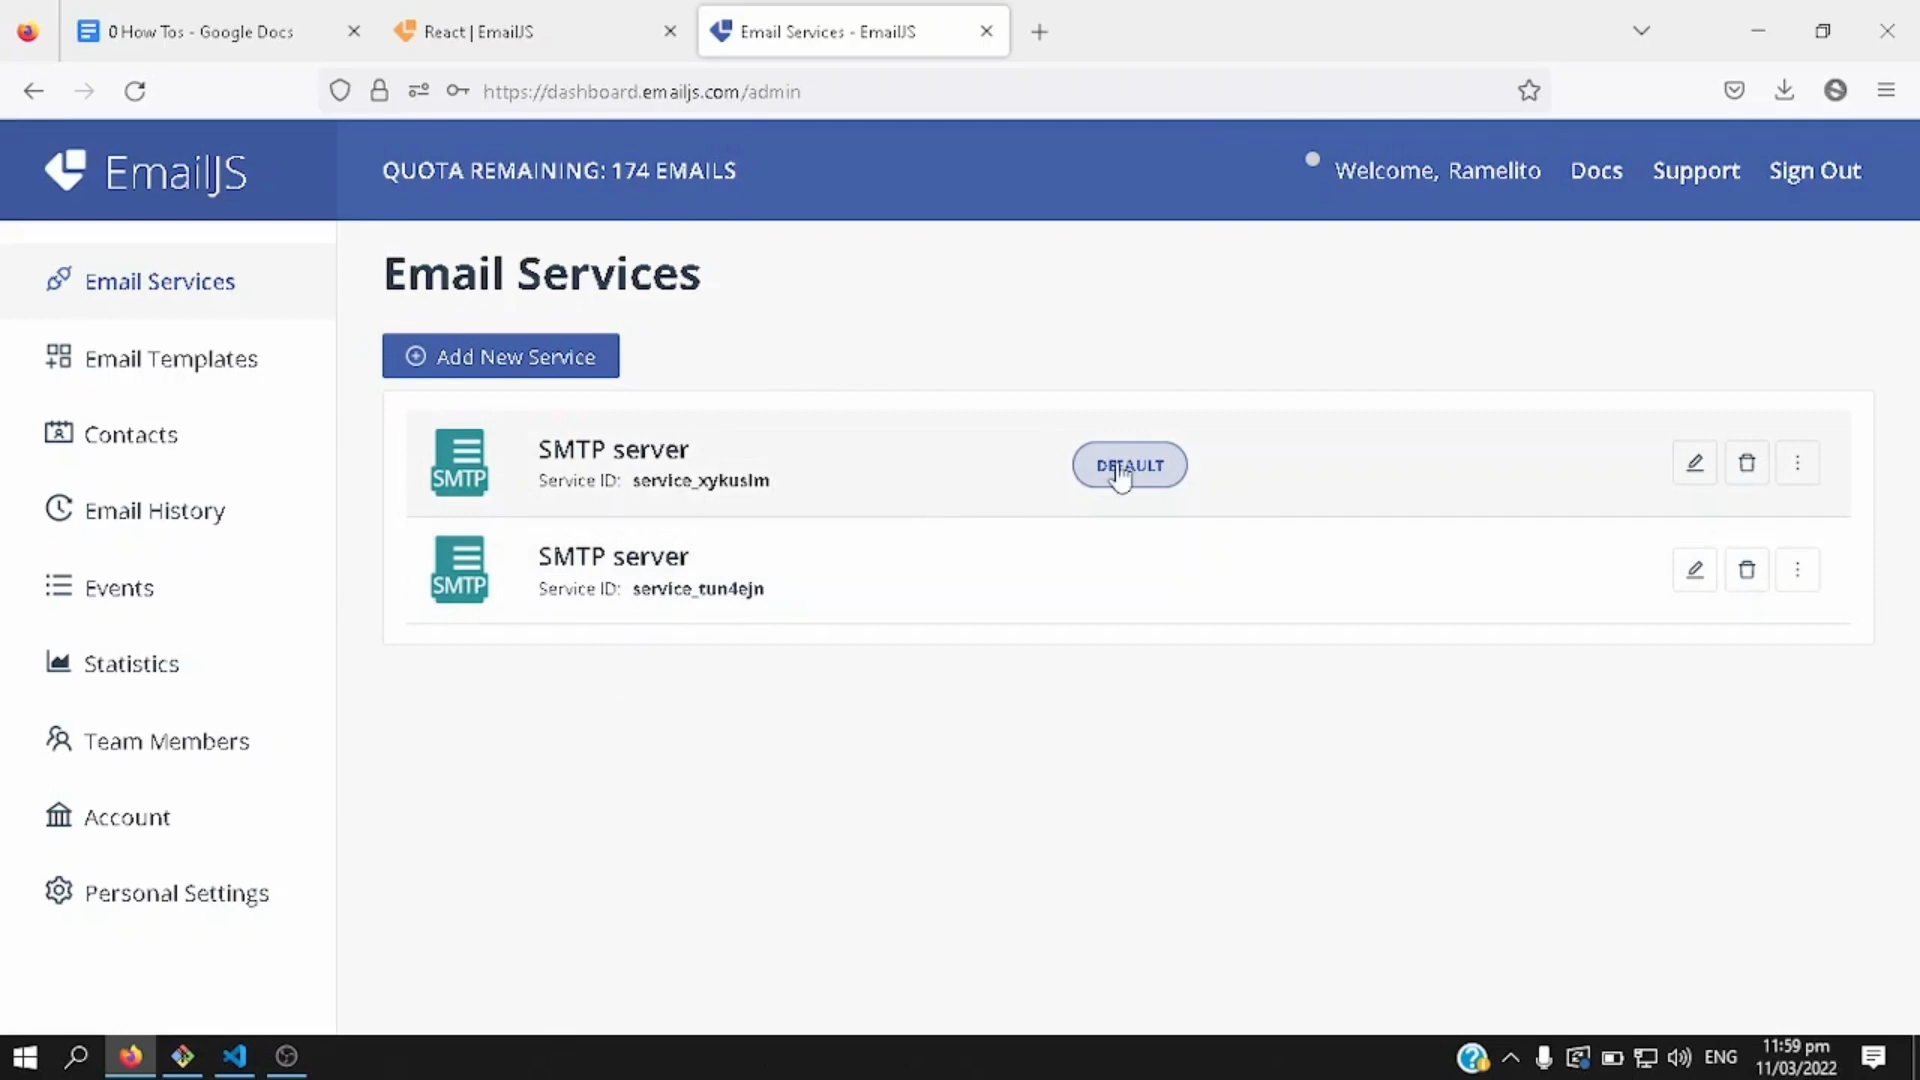 0 How Tos - Google Docs
React | EmailJS
Email Services - EmailJS
https://dashboard.emailjs.com/admin
EmailJS
QUOTA REMAINING: 174 EMAILS
Welcome, Ramelito
Docs
Support
Sign Out
Email Services
Email Templates
Contacts
Email History
Events
Statistics
Team Members
Account
Personal Settings
Email Services
Add New Service
SMTP
SMTP server
Service ID: service_xykuslm
DEFAULT
SMTP
SMTP server
Service ID: service_tun4ejn
ENG
11:59 pm
11/03/2022